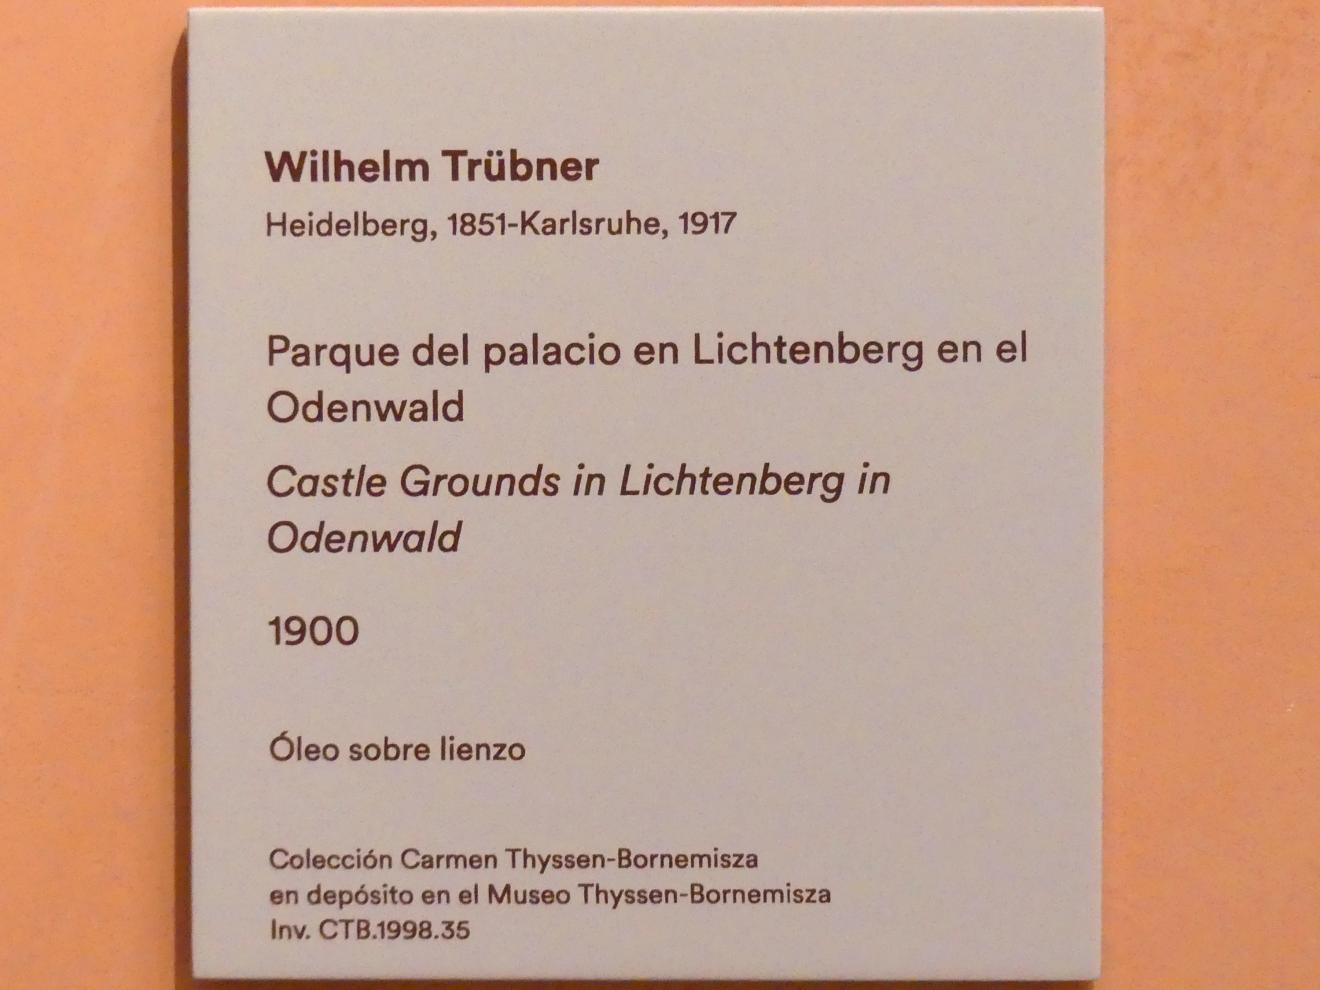 Wilhelm Trübner
Heidelberg, 1851-Karlsruhe, 1917
Parque del palacio en Lichtenberg en el
Odenwald
Castle Grounds in Lichtenberg in
Odenwald
1900
Óleo sobre lienzo
Colección Carmen Thyssen-Bornemisza
en depósito en el Museo Thyssen-Bornemisza
Inv. CTB.1998.35